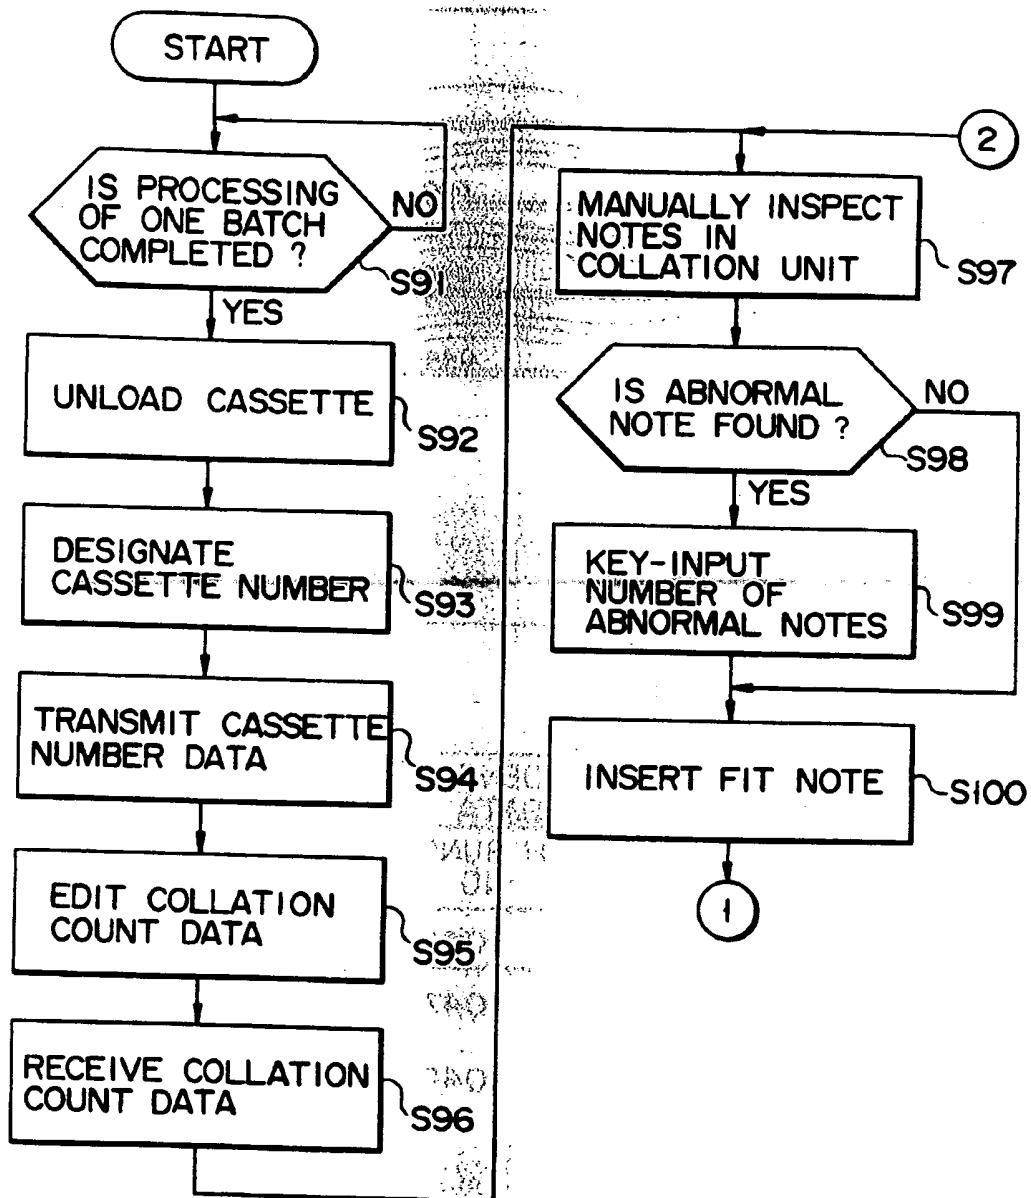 START
IS PROCESSING
OF ONE BATCH
COMPLETED ?
NO
S91
YES
UNLOAD CASSETTE
S92
DESIGNATE
CASSETTE NUMBER
S93
TRANSMIT CASSETTE
NUMBER DATA
S94
EDIT COLLATION
COUNT DATA
S95
RECEIVE COLLATION
COUNT DATA
S96
2
MANUALLY INSPECT
NOTES IN
COLLATION UNIT
S97
IS ABNORMAL
NOTE FOUND ?
NO
S98
YES
KEY-INPUT
NUMBER OF
ABNORMAL NOTES
S99
INSERT FIT NOTE
S100
1